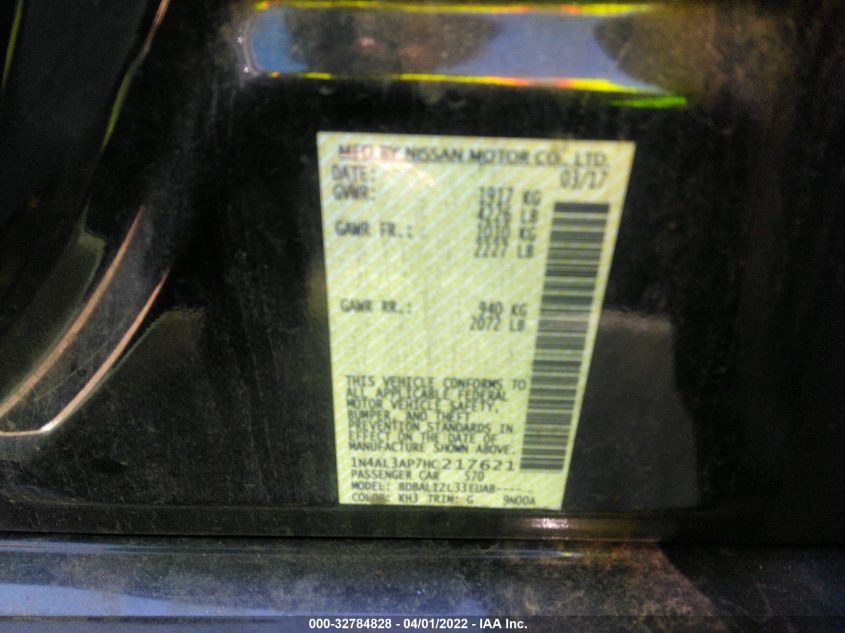 MFD BY NISSAN MOTOR CO., LTD.
DATE: 03/17
GVWR: 1917 KG
4226 LB
GAWR FR.: 1010 KG
2227 LB
GAWR RR.: 940 KG
2072 LB
THIS VEHICLE CONFORMS TO
ALL APPLICABLE FEDERAL
MOTOR VEHICLE SAFETY,
BUMPER, AND THEFT
PREVENTION STANDARDS IN
EFFECT ON THE DATE OF
MANUFACTURE SHOWN ABOVE.
1N4AL3AP7HC217621
PASSENGER CAR 570
MODEL: BDBALTZL33EUAB-----
COLOR: KH3 TRIM: G 9N00A
000-32784828 - 04/01/2022 - IAA Inc.